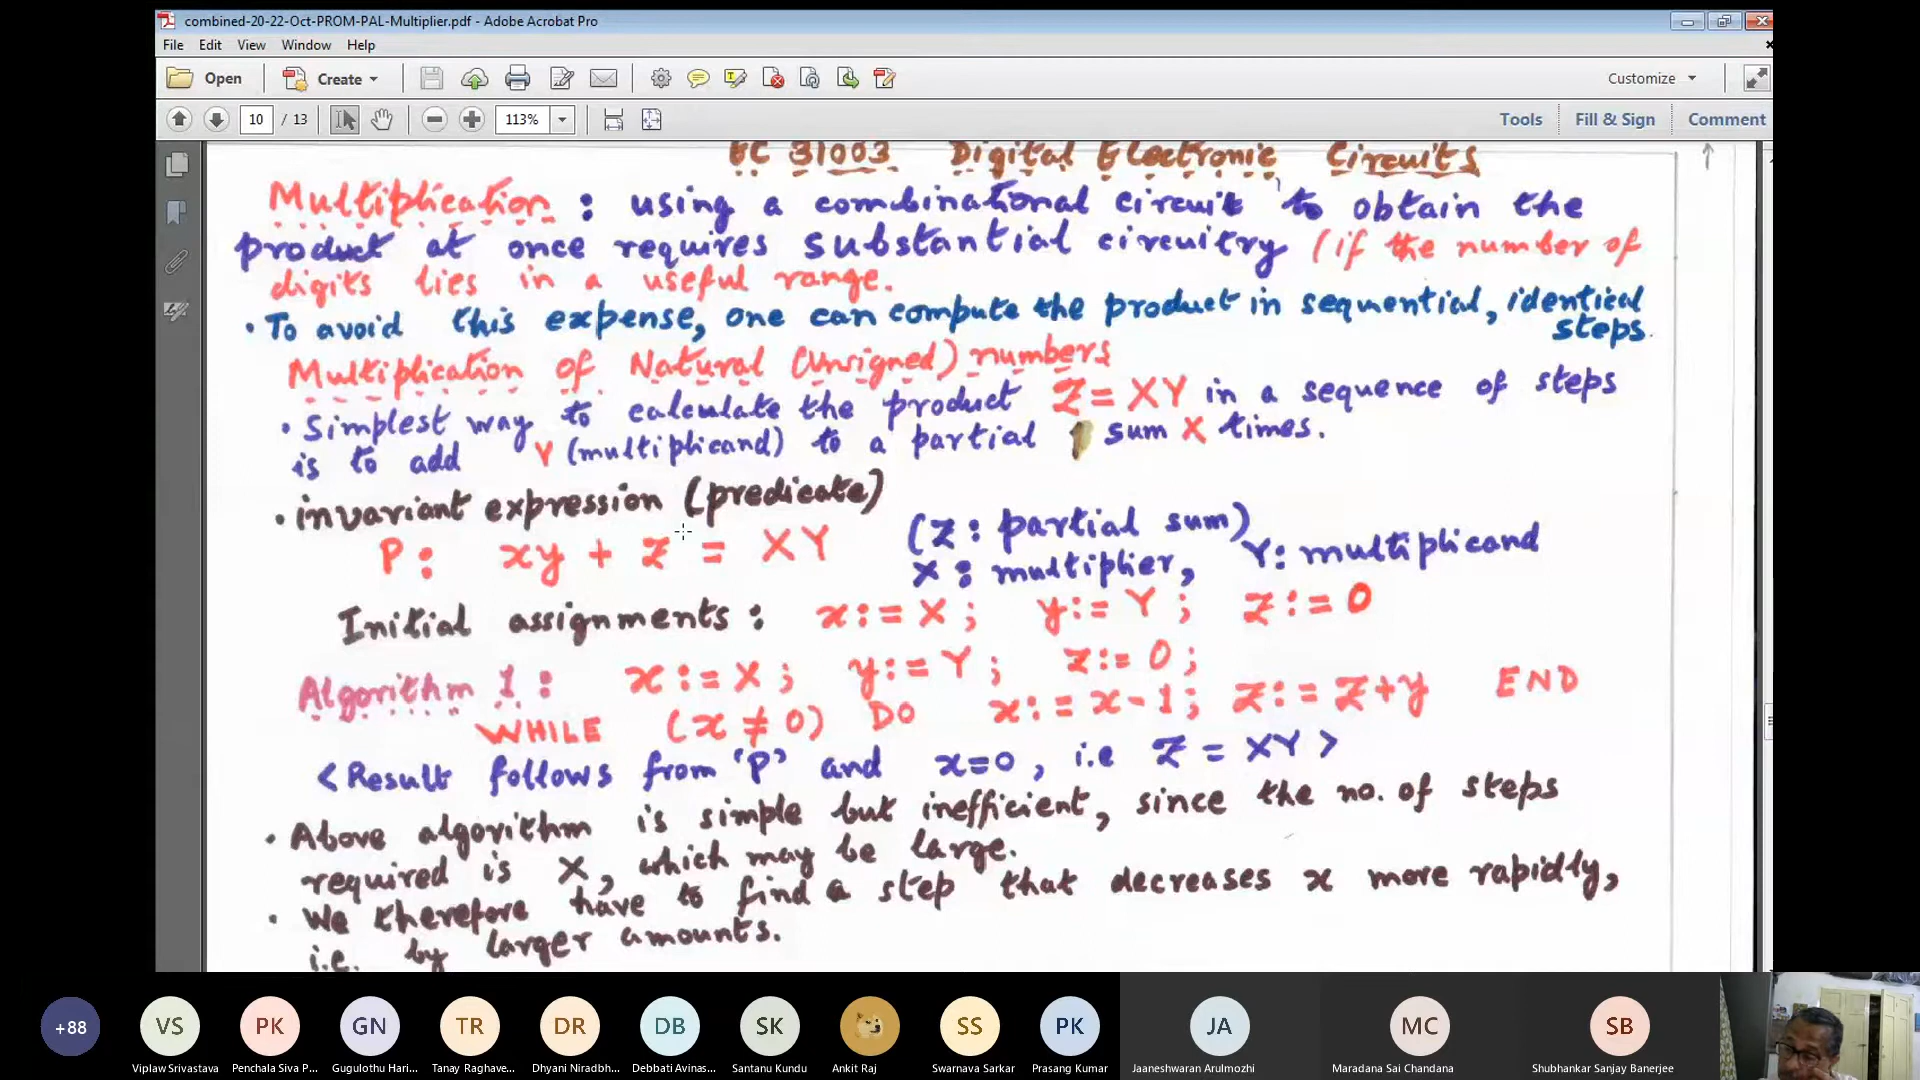 combined-20-22-Oct-PROM-PAL-Multiplier.pdf - Adobe Acrobat Pro
File Edit View Window Help
Open Create Customize
10 / 13 113% Tools Fill & Sign Comment
EC 31003 Digital Electronic Circuits
Multiplication : using a combinational circuit to obtain the
product at once requires substantial circuitry (if the number of
digits lies in a useful range.
• To avoid this expense, one can compute the product in sequential, identical
steps.
Multiplication of Natural (Unsigned) numbers
• Simplest way to calculate the product Z = XY in a sequence of steps
is to add Y (multiplicand) to a partial sum X times.
• invariant expression (predicate)
P : xy + z = XY
(z : partial sum)
X : multiplier, Y : multiplicand
Initial assignments : x := X ; y := Y ; z := 0
Algorithm 1 : x := X ; y := Y ; z := 0 ;
WHILE (x ≠ 0) DO x := x - 1 ; z := z + y END
< Result follows from 'P' and x=0, i.e Z = XY >
• Above algorithm is simple but inefficient, since the no. of steps
required is X, which may be large.
• We therefore have to find a step that decreases x more rapidly,
i.e. by larger amounts.
+88 VS PK GN TR DR DB SK SS PK JA MC SB
Viplaw Srivastava Penchala Siva P... Gugulothu Hari... Tanay Raghave... Dhyani Niradbh... Debbati Avinas... Santanu Kundu Ankit Raj Swarnava Sarkar Prasang Kumar Jaaneshwaran Arulmozhi Maradana Sai Chandana Shubhankar Sanjay Banerjee